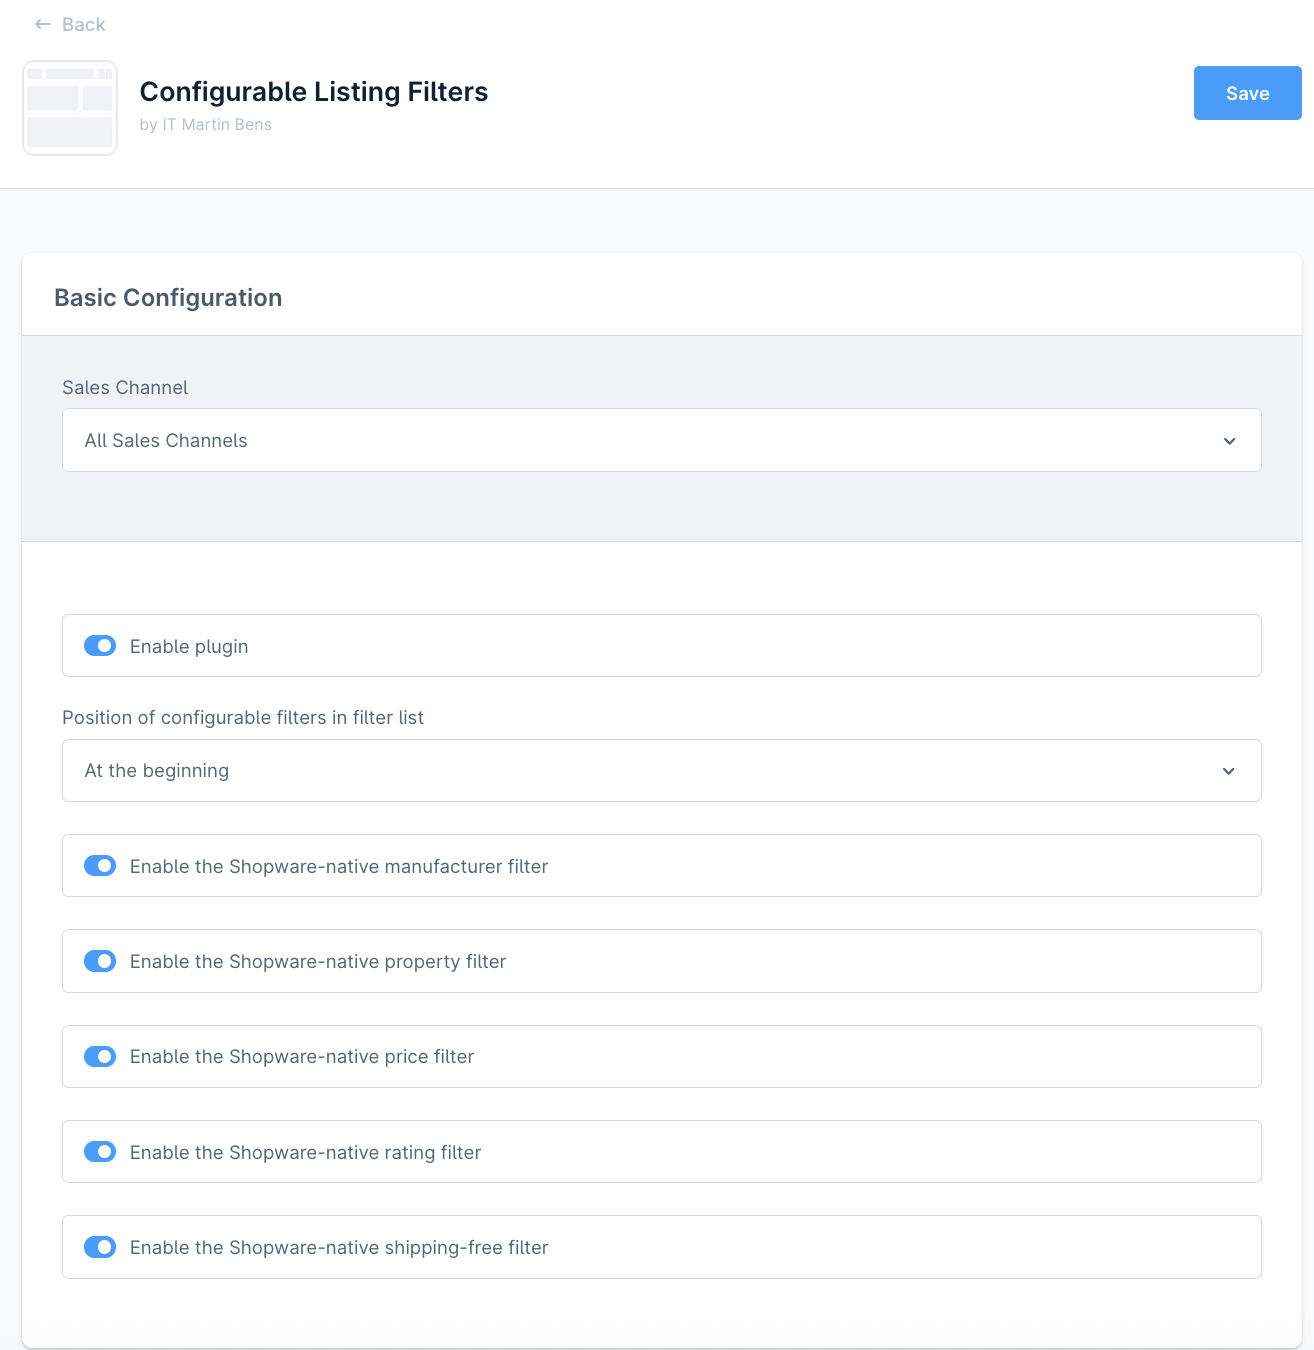 ← Back
Configurable Listing Filters
by IT Martin Bens
Save
Basic Configuration
Sales Channel
All Sales Channels
Enable plugin
Position of configurable filters in filter list
At the beginning
Enable the Shopware-native manufacturer filter
Enable the Shopware-native property filter
Enable the Shopware-native price filter
Enable the Shopware-native rating filter
Enable the Shopware-native shipping-free filter